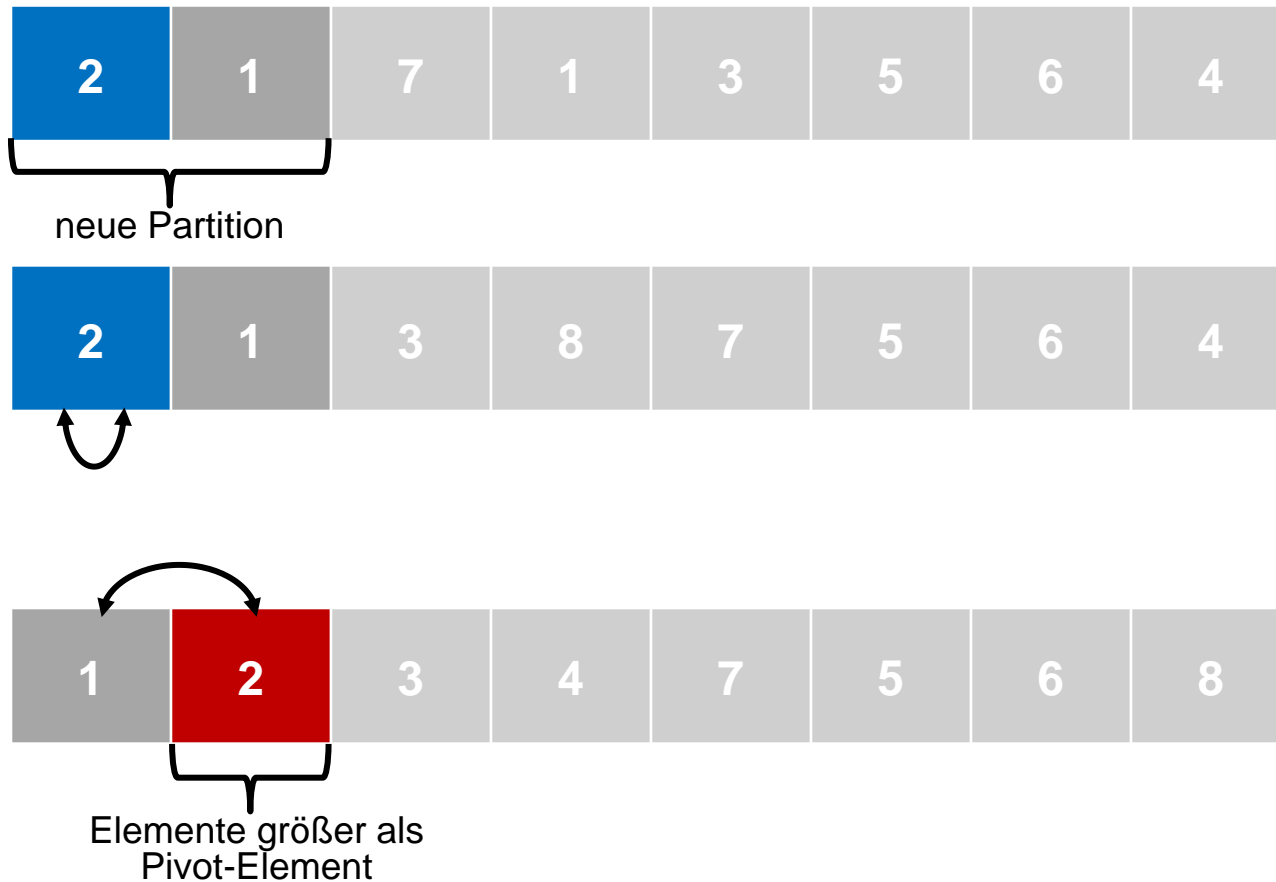 2 1 7 1 3 5 6 4
neue Partition
2 1 3 8 7 5 6 4
1 2 3 4 7 5 6 8
Elemente größer als
Pivot-Element